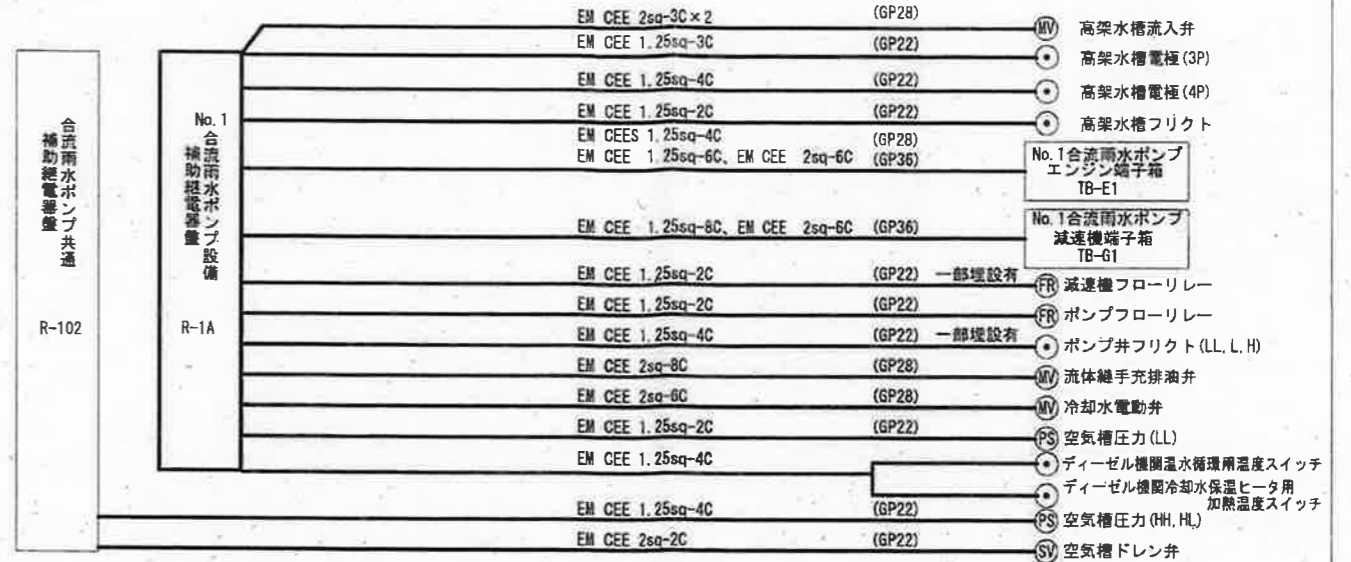 合流雨水ポンプ共通
補助継電器盤
R-102
No.1
合流雨水ポンプ設備
補助継電器盤
R-1A
EM CEE 2sq-3C×2 (GP28) MV 高架水槽流入弁
EM CEE 1.25sq-3C (GP22) 高架水槽電極(3P)
EM CEE 1.25sq-4C (GP22) 高架水槽電極(4P)
EM CEE 1.25sq-2C (GP22) 高架水槽フリクト
EM CEES 1.25sq-4C (GP28)
EM CEE 1.25sq-6C、EM CEE 2sq-6C (GP36)
No.1合流雨水ポンプ
エンジン端子箱
TB-E1
EM CEE 1.25sq-8C、EM CEE 2sq-6C (GP36)
No.1合流雨水ポンプ
減速機端子箱
TB-G1
EM CEE 1.25sq-2C (GP22) 一部埋設有 FR 減速機フローリレー
EM CEE 1.25sq-2C (GP22) FR ポンプフローリレー
EM CEE 1.25sq-4C (GP22) 一部埋設有 ポンプ井フリクト(LL,L,H)
EM CEE 2sq-8C (GP28) MV 流体継手充排油弁
EM CEE 2sq-6C (GP28) MV 冷却水電動弁
EM CEE 1.25sq-2C (GP22) PS 空気槽圧力(LL)
EM CEE 1.25sq-4C ディーゼル機関温水循環用温度スイッチ
ディーゼル機関冷却水保温ヒータ用
加熱温度スイッチ
EM CEE 1.25sq-4C (GP22) PS 空気槽圧力(HH,HL)
EM CEE 2sq-2C (GP22) SV 空気槽ドレン弁